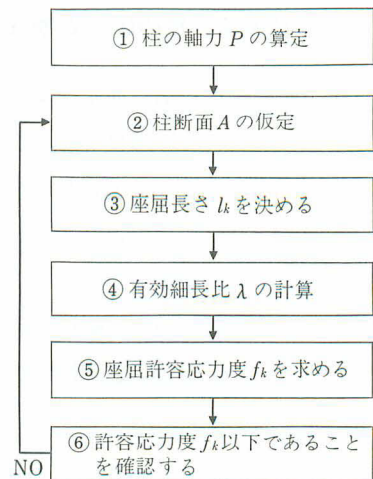 ① 柱の軸力 P の算定
② 柱断面 A の仮定
③ 座屈長さ lₖ を決める
④ 有効細長比 λ の計算
⑤ 座屈許容応力度 fₖ を求める
⑥ 許容応力度 fₖ 以下であること
を確認する
NO